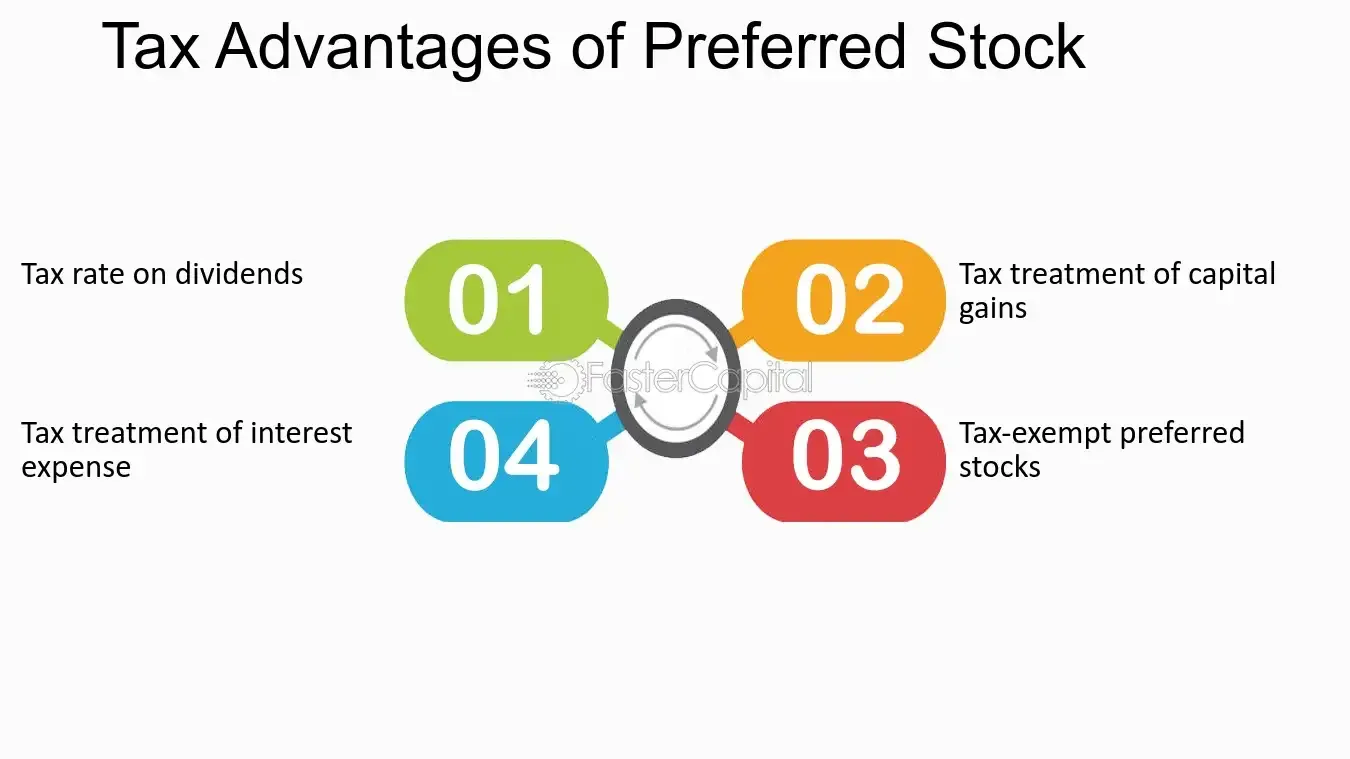 Tax Advantages of Preferred Stock
Tax rate on dividends
01
02
Tax treatment of capital
gains
FasterCapital
Tax treatment of interest
expense
04
03
Tax-exempt preferred
stocks